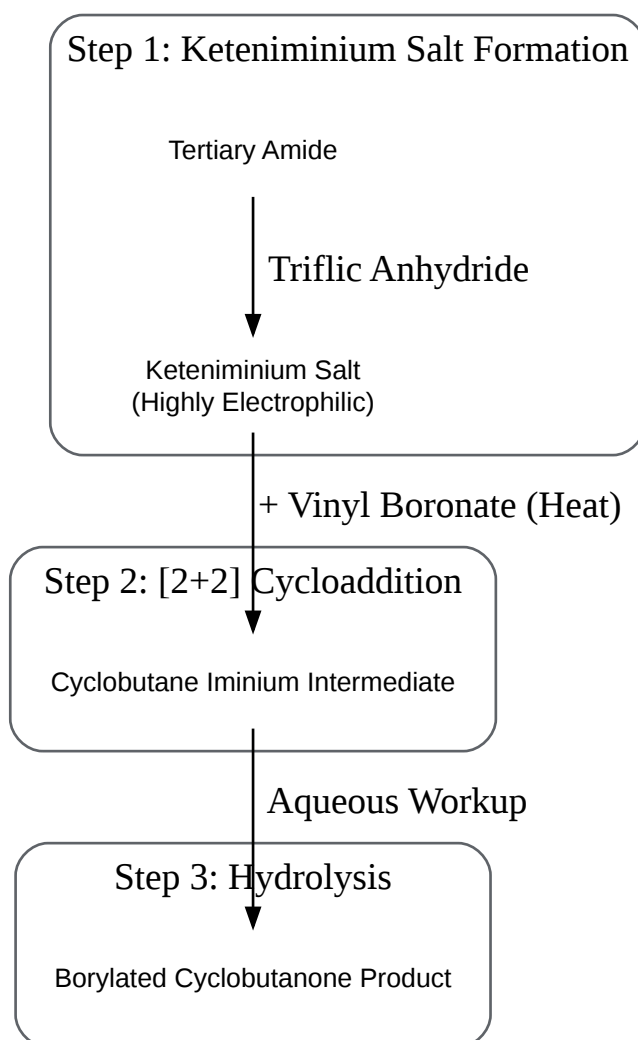 Step 1: Keteniminium Salt Formation
Tertiary Amide
Triflic Anhydride
Keteniminium Salt
(Highly Electrophilic)
+ Vinyl Boronate (Heat)
Step 2: [2+2] Cycloaddition
Cyclobutane Iminium Intermediate
Aqueous Workup
Step 3: Hydrolysis
Borylated Cyclobutanone Product